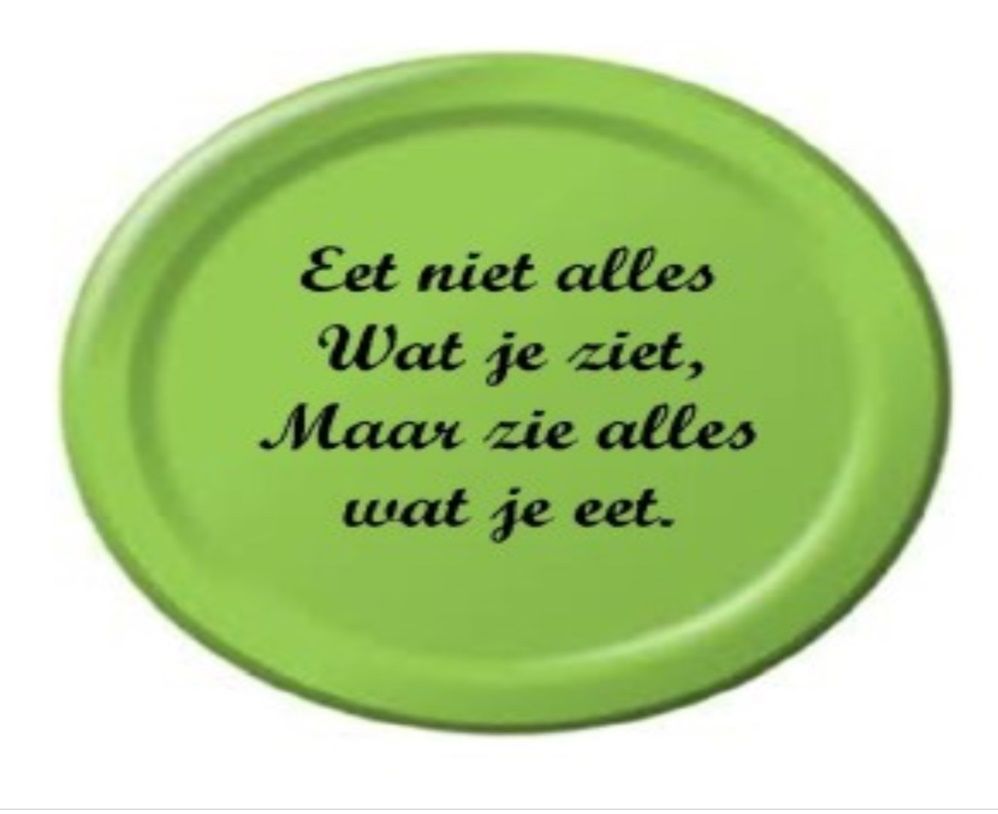 Eet niet alles
Wat je ziet,
Maar zie alles
wat je eet.